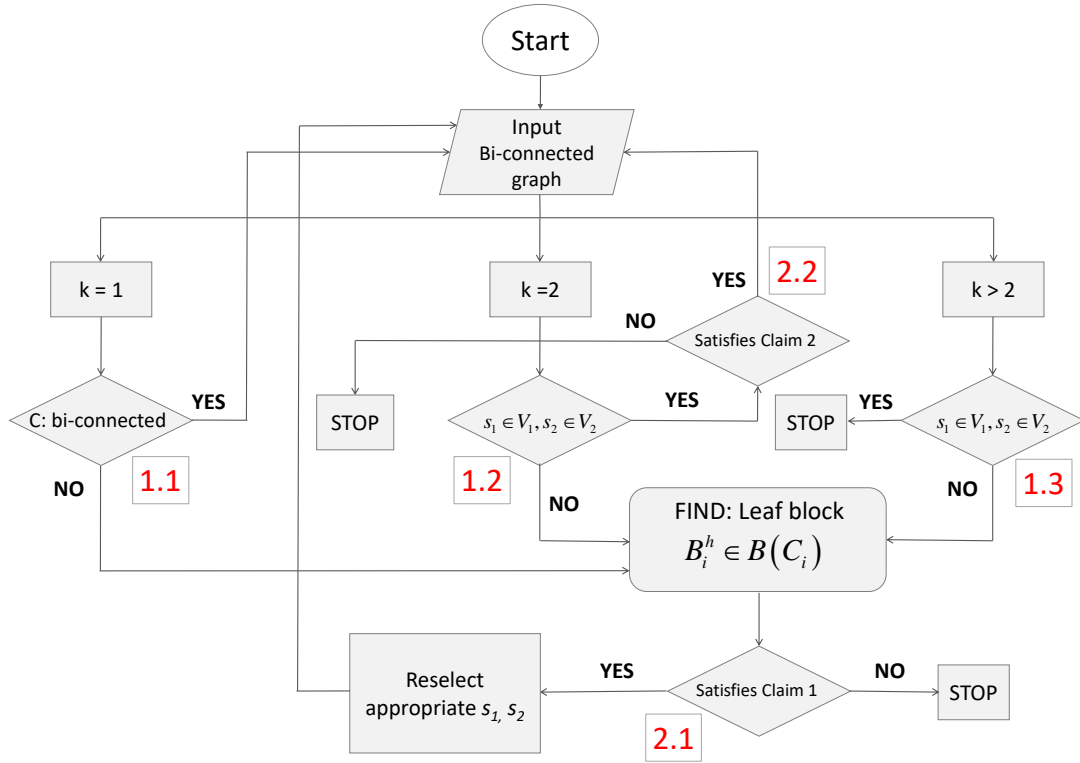 Start
Input
Bi-connected
graph
k = 1
k =2
k > 2
2.2
YES
NO
Satisfies Claim 2
C: bi-connected
YES
STOP
s₁ ∈ V₁, s₂ ∈ V₂
YES
STOP
YES
s₁ ∈ V₁, s₂ ∈ V₂
NO
1.1
1.2
NO
NO
1.3
FIND: Leaf block
Bᵢʰ ∈ B(Cᵢ)
Reselect
appropriate s₁, s₂
YES
Satisfies Claim 1
NO
STOP
2.1